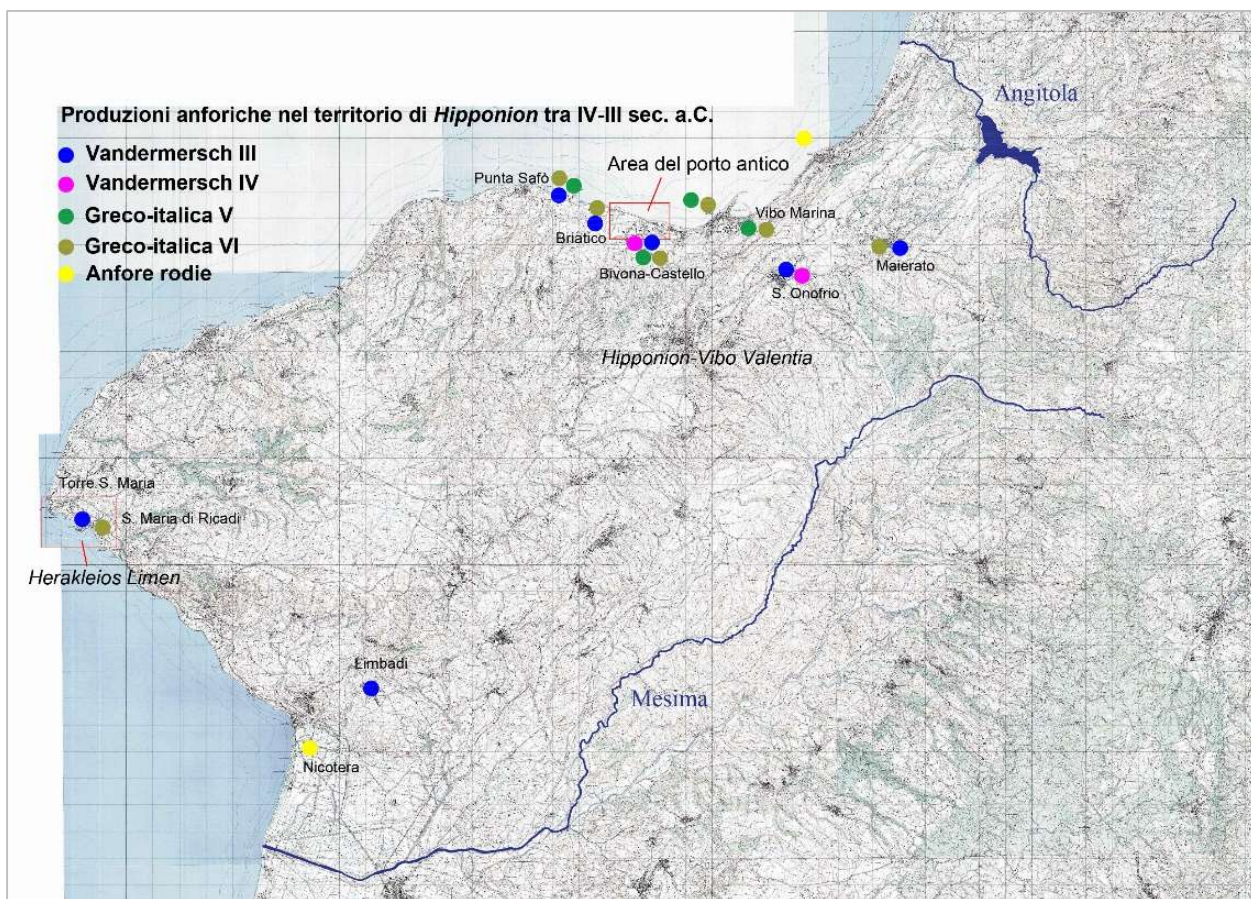 Produzioni anforiche nel territorio di Hipponion tra IV-III sec. a.C.
Vandermersch III
Vandermersch IV
Greco-italica V
Greco-italica VI
Anfore rodie
Angitola
Area del porto antico
Punta Safò
Vibo Marina
Briatico
Maierato
Bivona-Castello
S. Onofrio
Hipponion-Vibo Valentia
Torre S. Maria
S. Maria di Ricadi
Herakleios Limen
Limbadi
Mesima
Nicotera